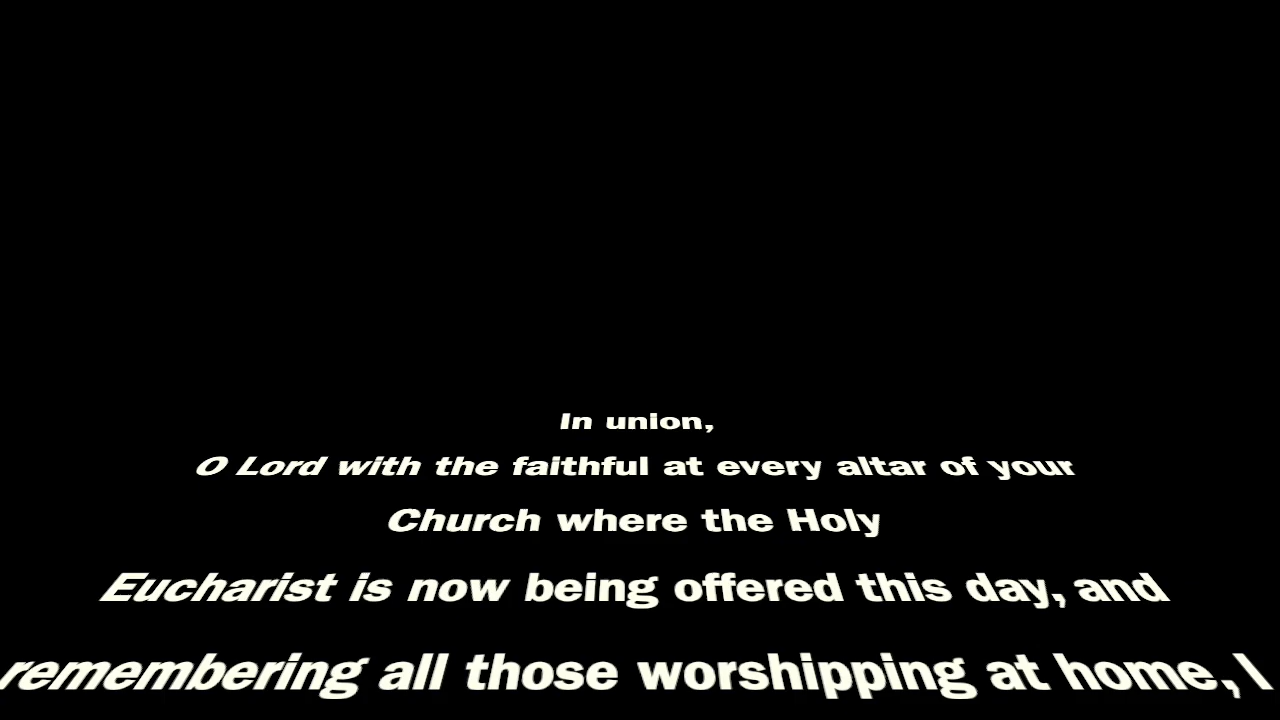 In union,
O Lord with the faithful at every altar of your
Church where the Holy
Eucharist is now being offered this day, and
remembering all those worshipping at home, I